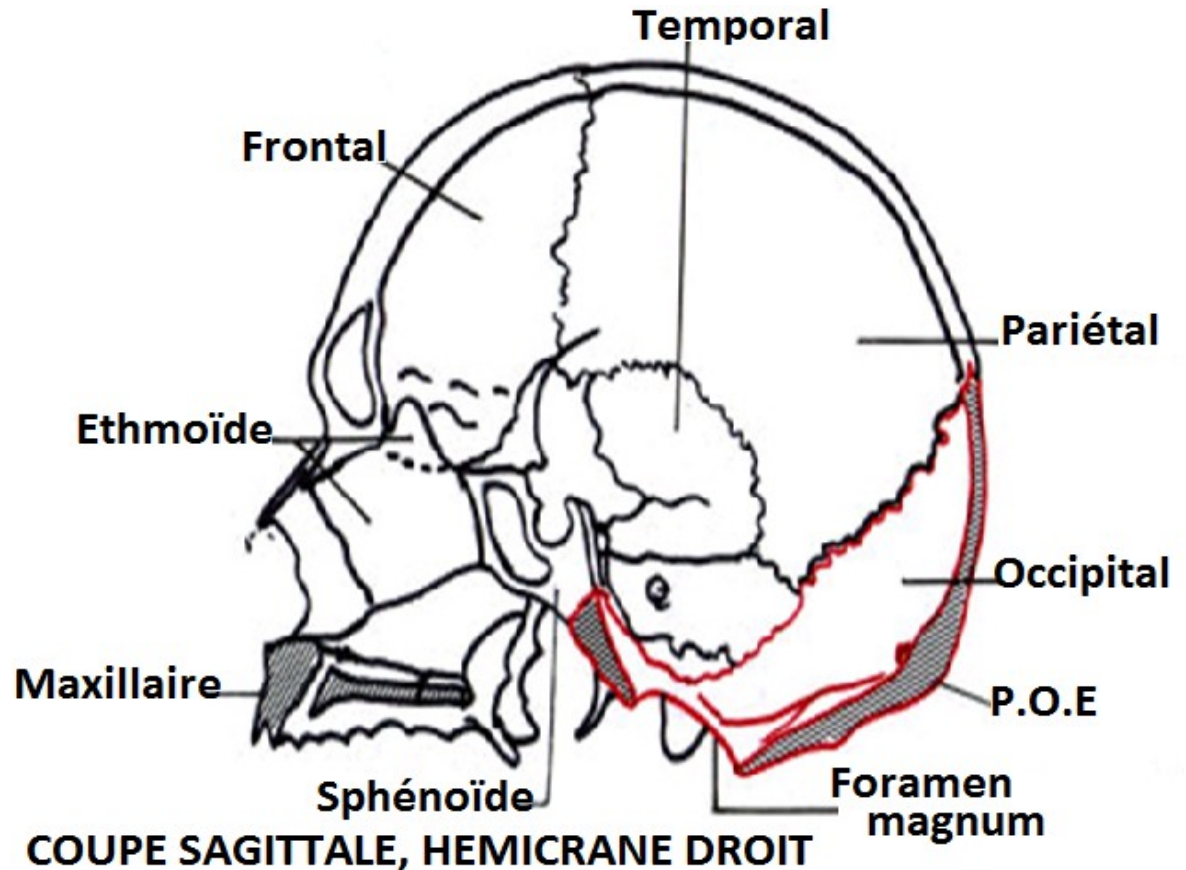 Temporal
Frontal
Pariétal
Ethmoïde
Occipital
Maxillaire
P.O.E
Sphénoïde
Foramen
magnum
COUPE SAGITTALE, HEMICRANE DROIT